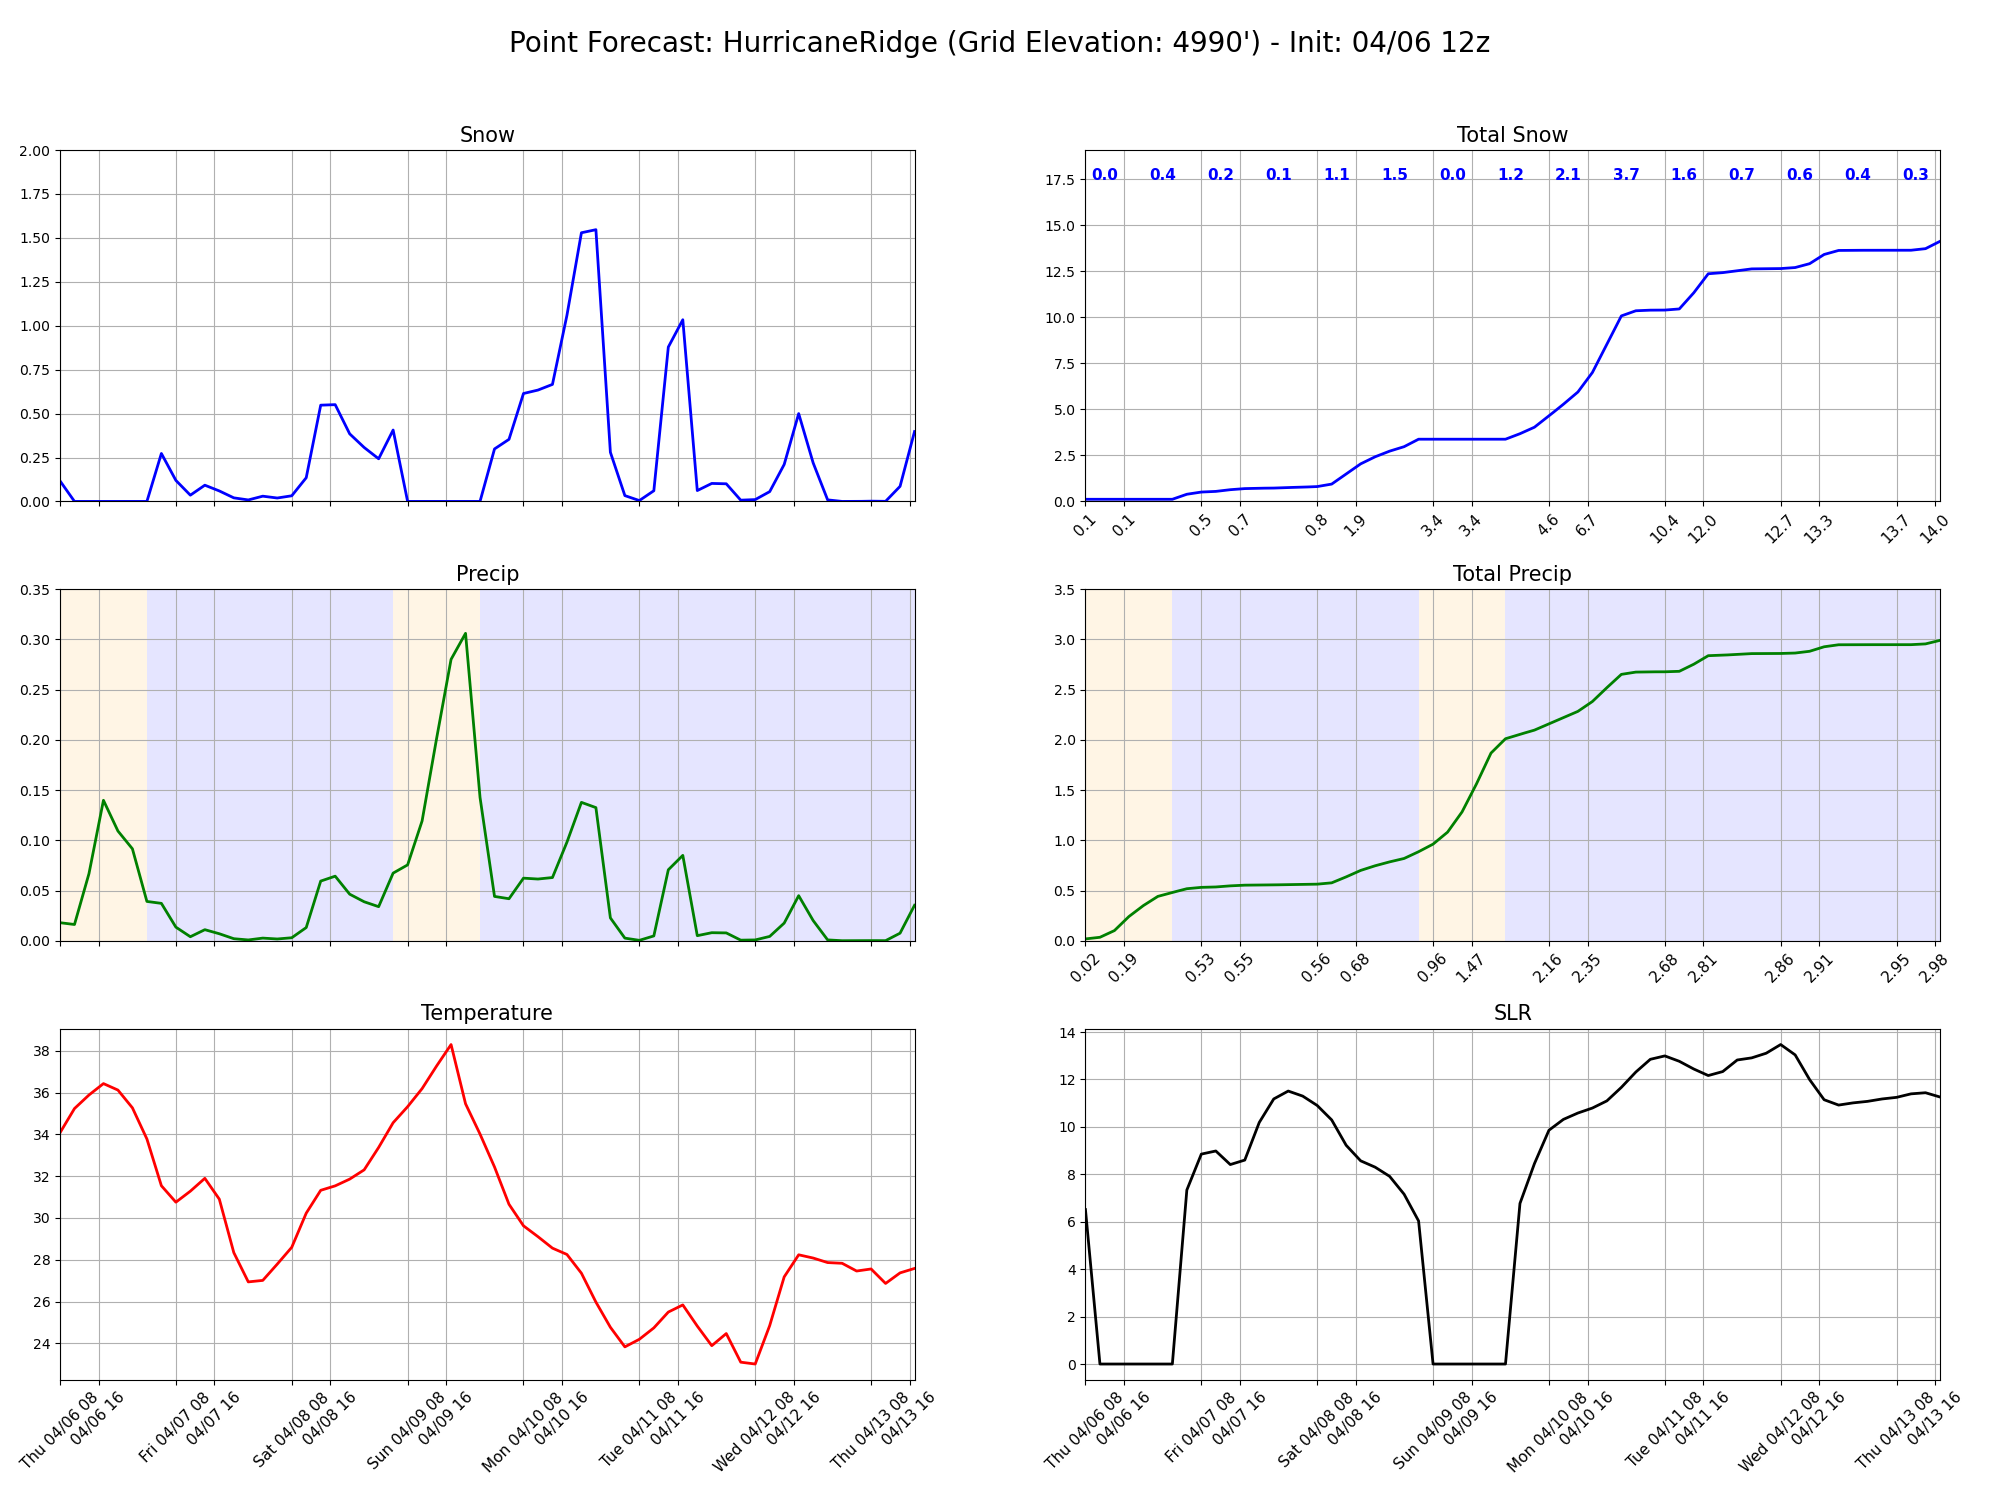 Point Forecast: HurricaneRidge (Grid Elevation: 4990') - Init: 04/06 12z
Snow
2.00
1.75
1.50
1.25
1.00
0.75
0.50
0.25
0.00
Total Snow
0.0 0.4 0.2 0.1 1.1 1.5 0.0 1.2 2.1 3.7 1.6 0.7 0.6 0.4 0.3
17.5
15.0
12.5
10.0
7.5
5.0
2.5
0.0
0.1 0.1 0.5 0.7 0.8 1.9 3.4 3.4 4.6 6.7 10.4 12.0 12.7 13.3 13.7 14.0
Precip
0.35
0.30
0.25
0.20
0.15
0.10
0.05
0.00
Total Precip
3.5
3.0
2.5
2.0
1.5
1.0
0.5
0.0
0.02 0.19 0.53 0.55 0.56 0.68 0.96 1.47 2.16 2.35 2.68 2.81 2.86 2.91 2.95 2.98
Temperature
38
36
34
32
30
28
26
24
Thu 04/06 08
04/06 16
Fri 04/07 08
04/07 16
Sat 04/08 08
04/08 16
Sun 04/09 08
04/09 16
Mon 04/10 08
04/10 16
Tue 04/11 08
04/11 16
Wed 04/12 08
04/12 16
Thu 04/13 08
04/13 16
SLR
14
12
10
8
6
4
2
0
Thu 04/06 08
04/06 16
Fri 04/07 08
04/07 16
Sat 04/08 08
04/08 16
Sun 04/09 08
04/09 16
Mon 04/10 08
04/10 16
Tue 04/11 08
04/11 16
Wed 04/12 08
04/12 16
Thu 04/13 08
04/13 16